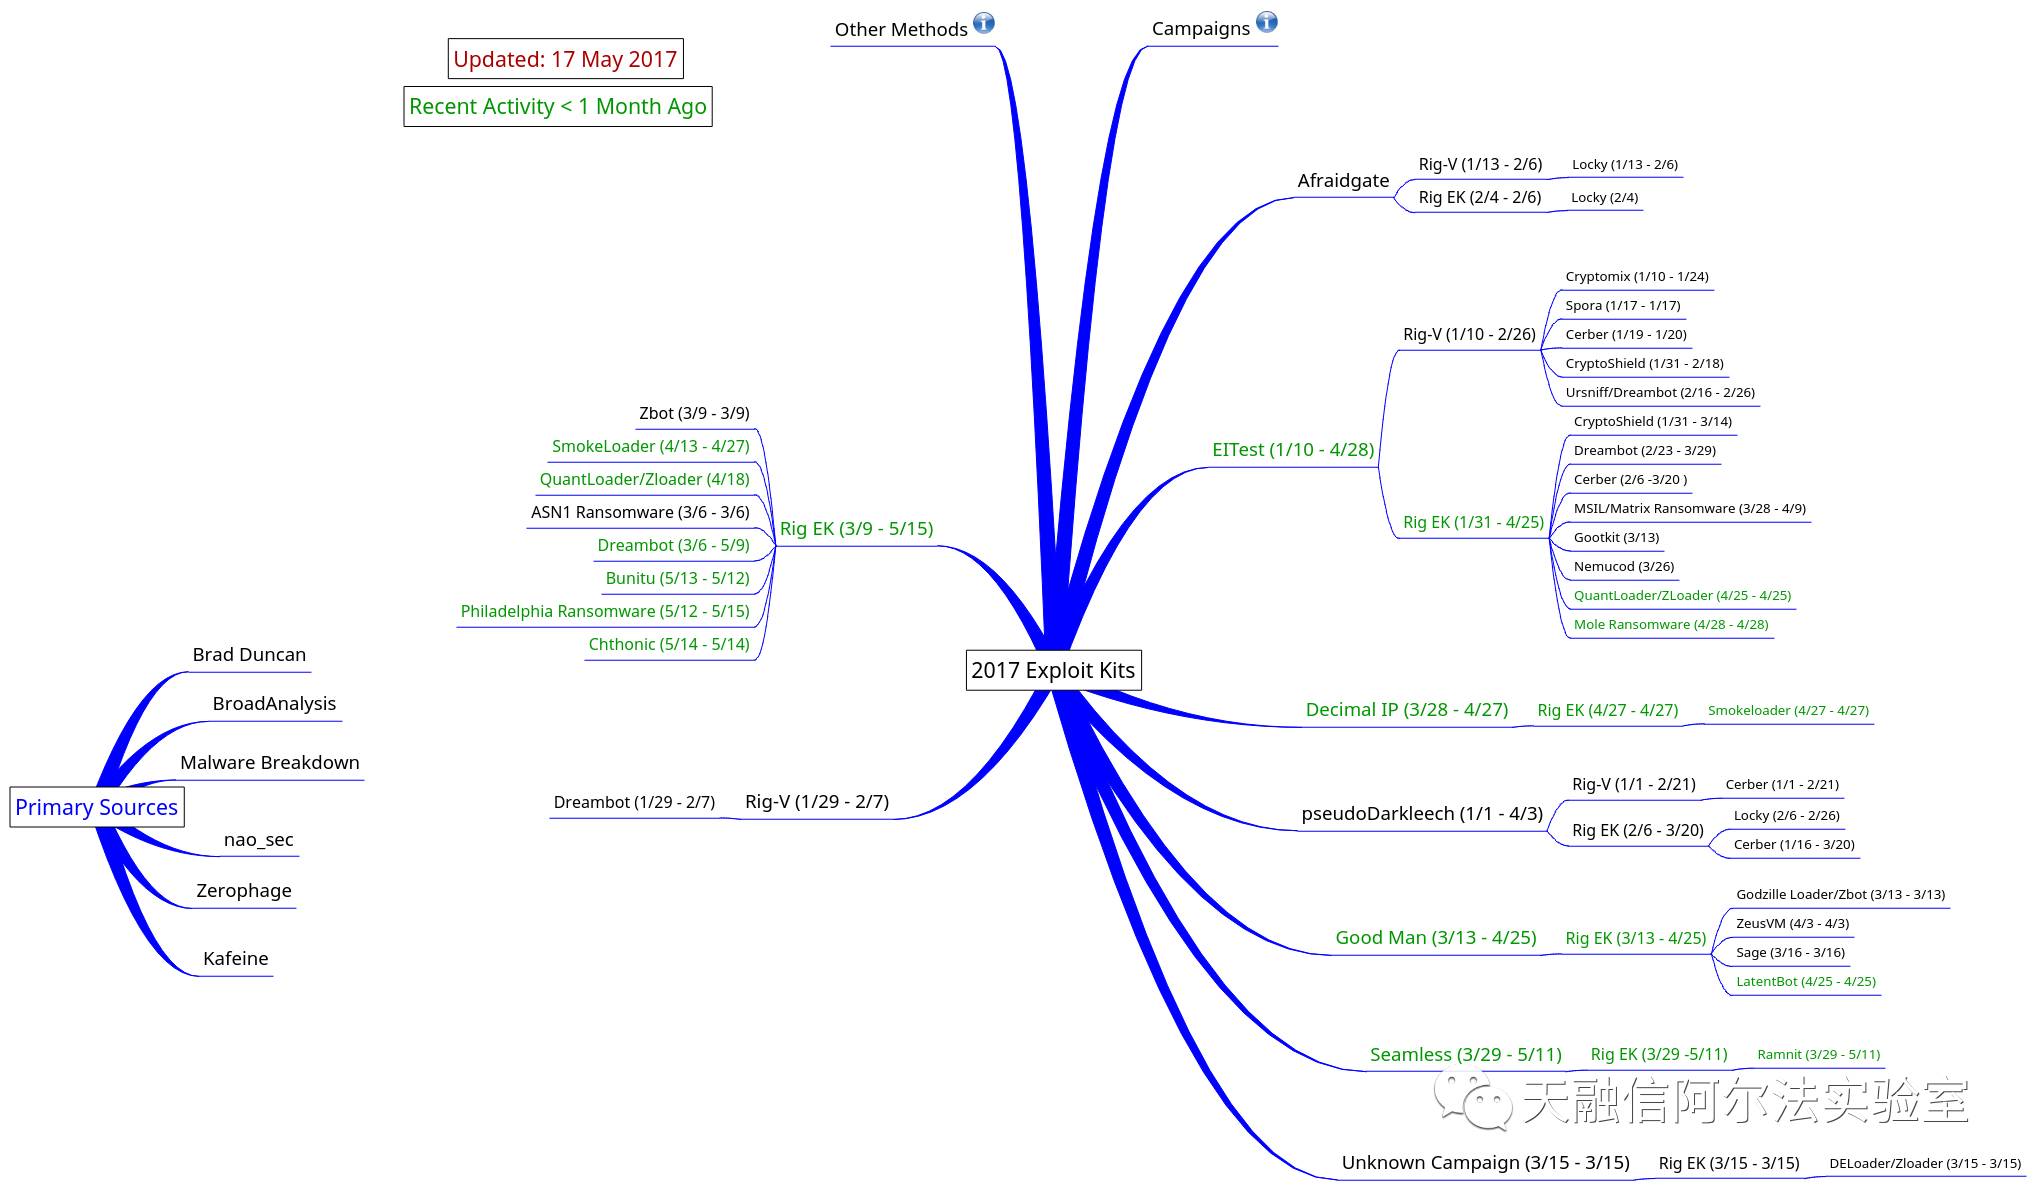 Other Methods
Campaigns
Updated: 17 May 2017
Recent Activity < 1 Month Ago
Afraidgate
Rig-V (1/13 - 2/6)
Locky (1/13 - 2/6)
Rig EK (2/4 - 2/6)
Locky (2/4)
EITest (1/10 - 4/28)
Rig-V (1/10 - 2/26)
Cryptomix (1/10 - 1/24)
Spora (1/17 - 1/17)
Cerber (1/19 - 1/20)
CryptoShield (1/31 - 2/18)
Ursniff/Dreambot (2/16 - 2/26)
Rig EK (1/31 - 4/25)
CryptoShield (1/31 - 3/14)
Dreambot (2/23 - 3/29)
Cerber (2/6 -3/20 )
MSIL/Matrix Ransomware (3/28 - 4/9)
Gootkit (3/13)
Nemucod (3/26)
QuantLoader/ZLoader (4/25 - 4/25)
Mole Ransomware (4/28 - 4/28)
Zbot (3/9 - 3/9)
SmokeLoader (4/13 - 4/27)
QuantLoader/Zloader (4/18)
ASN1 Ransomware (3/6 - 3/6)
Dreambot (3/6 - 5/9)
Bunitu (5/13 - 5/12)
Philadelphia Ransomware (5/12 - 5/15)
Chthonic (5/14 - 5/14)
Rig EK (3/9 - 5/15)
2017 Exploit Kits
Decimal IP (3/28 - 4/27)
Rig EK (4/27 - 4/27)
Smokeloader (4/27 - 4/27)
Dreambot (1/29 - 2/7)
Rig-V (1/29 - 2/7)
pseudoDarkleech (1/1 - 4/3)
Rig-V (1/1 - 2/21)
Cerber (1/1 - 2/21)
Rig EK (2/6 - 3/20)
Locky (2/6 - 2/26)
Cerber (1/16 - 3/20)
Good Man (3/13 - 4/25)
Rig EK (3/13 - 4/25)
Godzille Loader/Zbot (3/13 - 3/13)
ZeusVM (4/3 - 4/3)
Sage (3/16 - 3/16)
LatentBot (4/25 - 4/25)
Seamless (3/29 - 5/11)
Rig EK (3/29 -5/11)
Ramnit (3/29 - 5/11)
Unknown Campaign (3/15 - 3/15)
Rig EK (3/15 - 3/15)
DELoader/Zloader (3/15 - 3/15)
Brad Duncan
BroadAnalysis
Malware Breakdown
Primary Sources
nao_sec
Zerophage
Kafeine
天融信阿尔法实验室